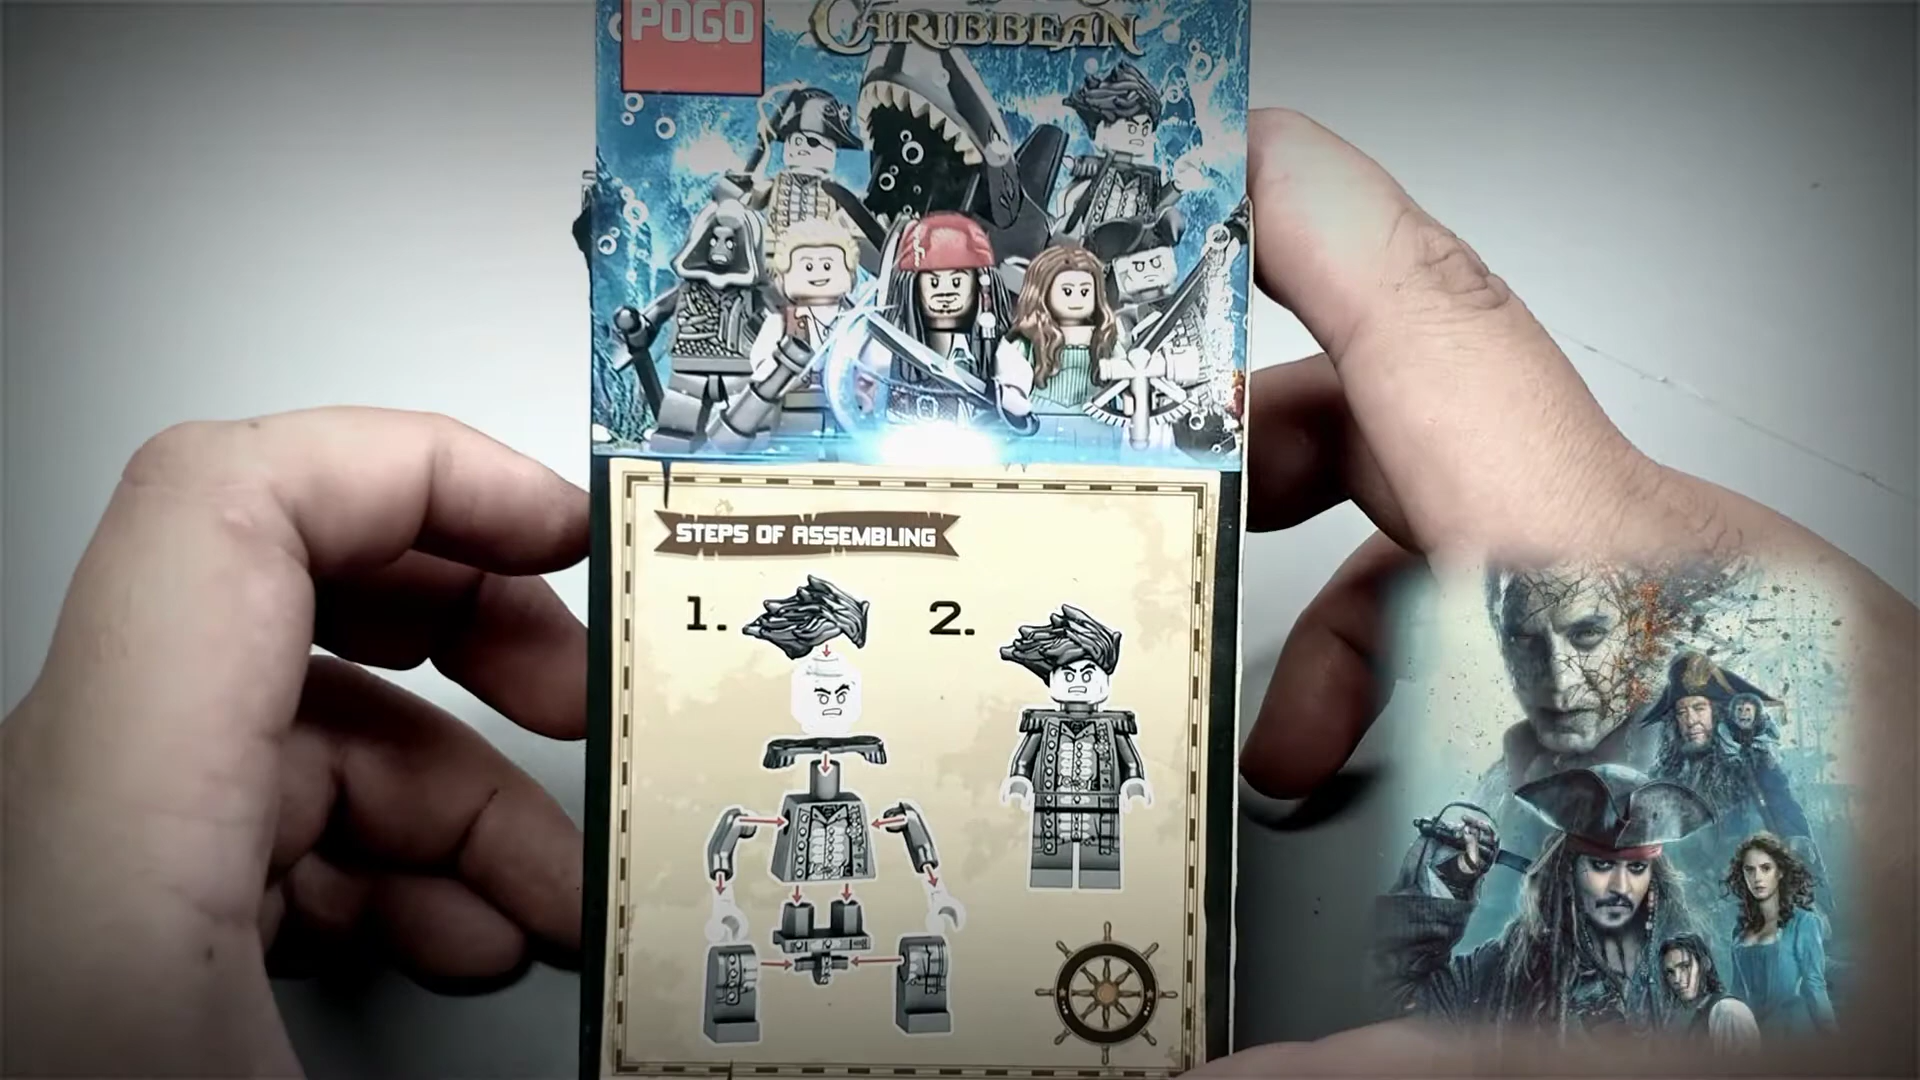 POGO
CARIBBEAN
STEPS OF ASSEMBLING
1.
2.